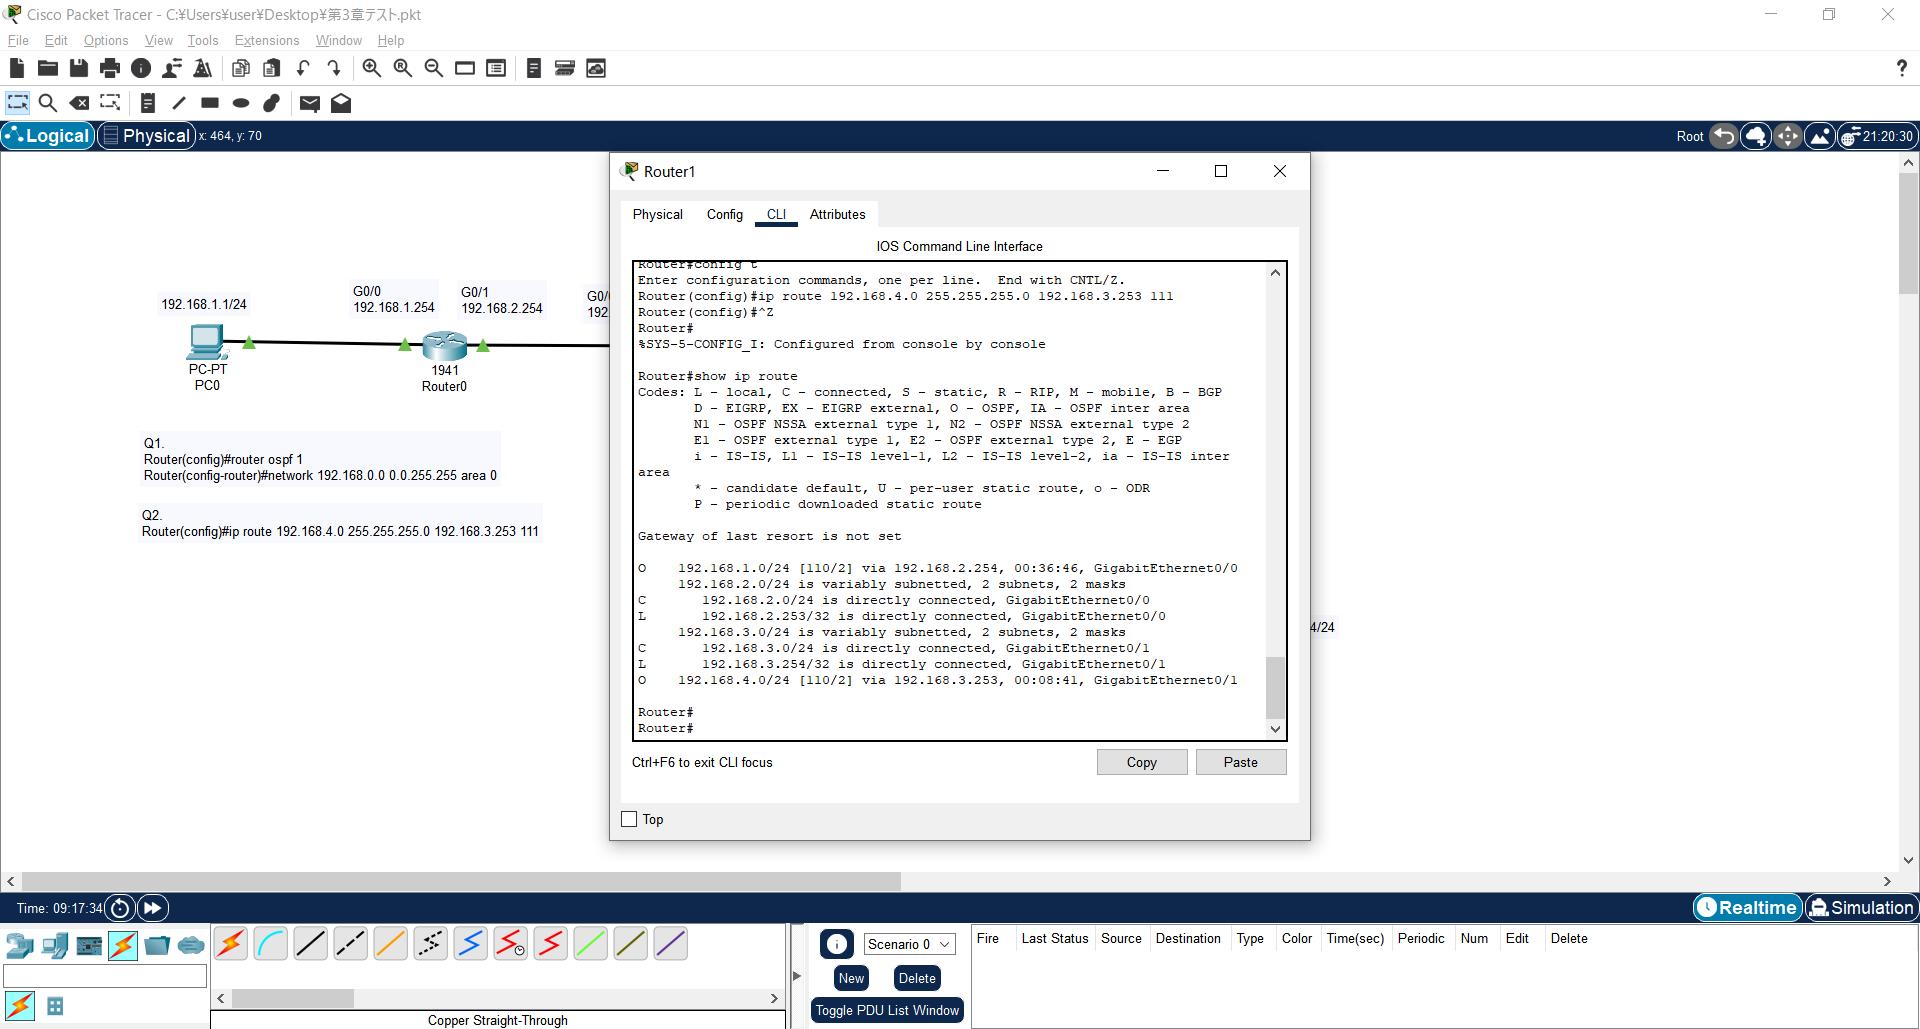 Cisco Packet Tracer - C:¥Users¥user¥Desktop¥第3章テスト.pkt
File Edit Options View Tools Extensions Window Help
?
Logical Physical x: 464, y: 70 Root 21:20:30
192.168.1.1/24
G0/0
192.168.1.254
G0/1
192.168.2.254
G0/
192
PC-PT
PC0
1941
Router0
Q1.
Router(config)#router ospf 1
Router(config-router)#network 192.168.0.0 0.0.255.255 area 0
Q2.
Router(config)#ip route 192.168.4.0 255.255.255.0 192.168.3.253 111
4/24
Router1
Physical Config CLI Attributes
IOS Command Line Interface
Router#config t
Enter configuration commands, one per line.  End with CNTL/Z.
Router(config)#ip route 192.168.4.0 255.255.255.0 192.168.3.253 111
Router(config)#^Z
Router#
%SYS-5-CONFIG_I: Configured from console by console
Router#show ip route
Codes: L - local, C - connected, S - static, R - RIP, M - mobile, B - BGP
D - EIGRP, EX - EIGRP external, O - OSPF, IA - OSPF inter area
N1 - OSPF NSSA external type 1, N2 - OSPF NSSA external type 2
E1 - OSPF external type 1, E2 - OSPF external type 2, E - EGP
i - IS-IS, L1 - IS-IS level-1, L2 - IS-IS level-2, ia - IS-IS inter
area
* - candidate default, U - per-user static route, o - ODR
P - periodic downloaded static route
Gateway of last resort is not set
O    192.168.1.0/24 [110/2] via 192.168.2.254, 00:36:46, GigabitEthernet0/0
192.168.2.0/24 is variably subnetted, 2 subnets, 2 masks
C       192.168.2.0/24 is directly connected, GigabitEthernet0/0
L       192.168.2.253/32 is directly connected, GigabitEthernet0/0
192.168.3.0/24 is variably subnetted, 2 subnets, 2 masks
C       192.168.3.0/24 is directly connected, GigabitEthernet0/1
L       192.168.3.254/32 is directly connected, GigabitEthernet0/1
O    192.168.4.0/24 [110/2] via 192.168.3.253, 00:08:41, GigabitEthernet0/1
Router#
Router#
Ctrl+F6 to exit CLI focus Copy Paste
Top
Time: 09:17:34 Realtime Simulation
Copper Straight-Through
Scenario 0
New Delete
Toggle PDU List Window
Fire Last Status Source Destination Type Color Time(sec) Periodic Num Edit Delete